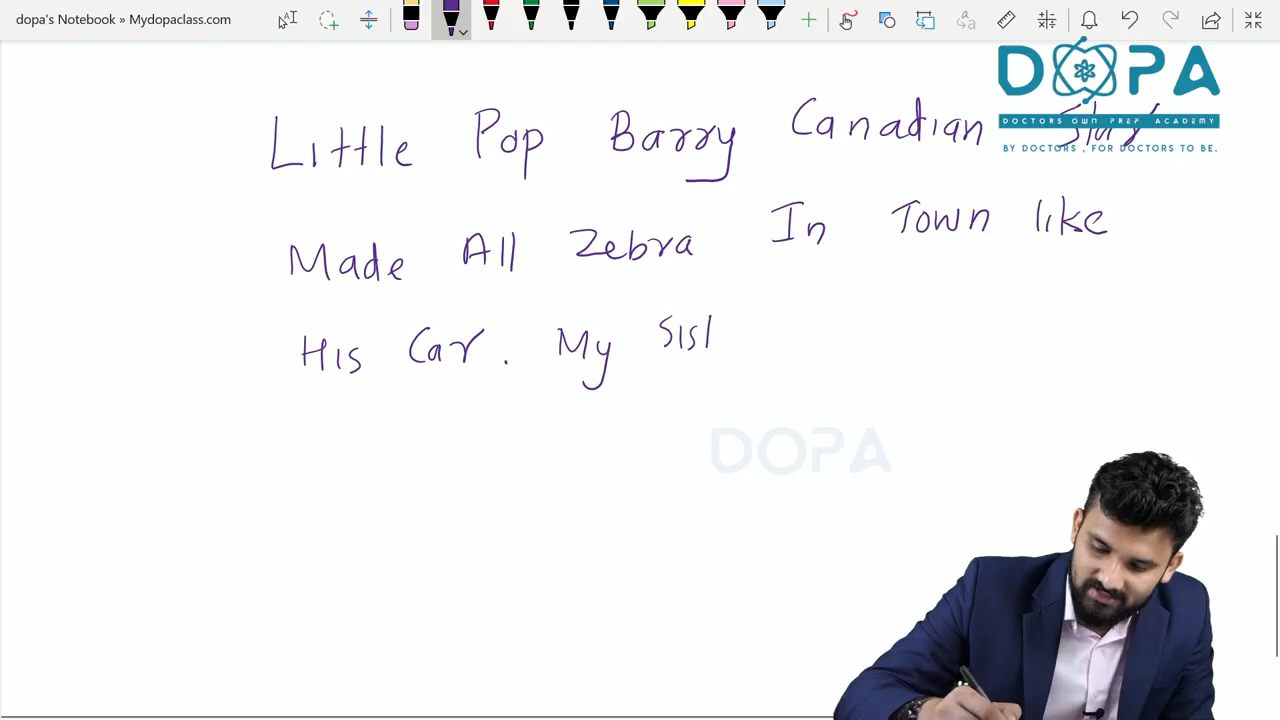 dopa's Notebook » Mydopaclass.com
DOPA
DOCTORS OWN PREP ACADEMY
BY DOCTORS , FOR DOCTORS TO BE.
Little Pop Barry Canadian
Made All Zebra In Town like
His Car. My Sis
DOPA